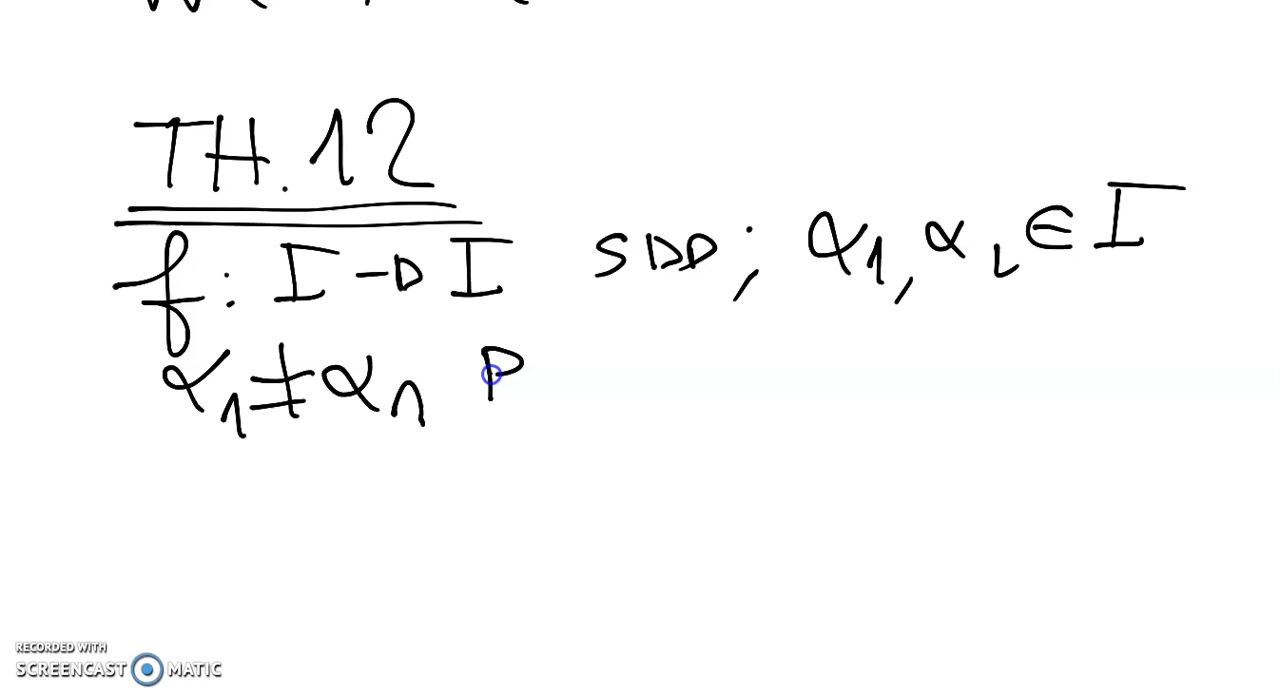 TH. 12
f: I → I SDD; α1, α2 ∈ I
α1 ≠ α2 P
RECORDED WITH
SCREENCAST MATIC